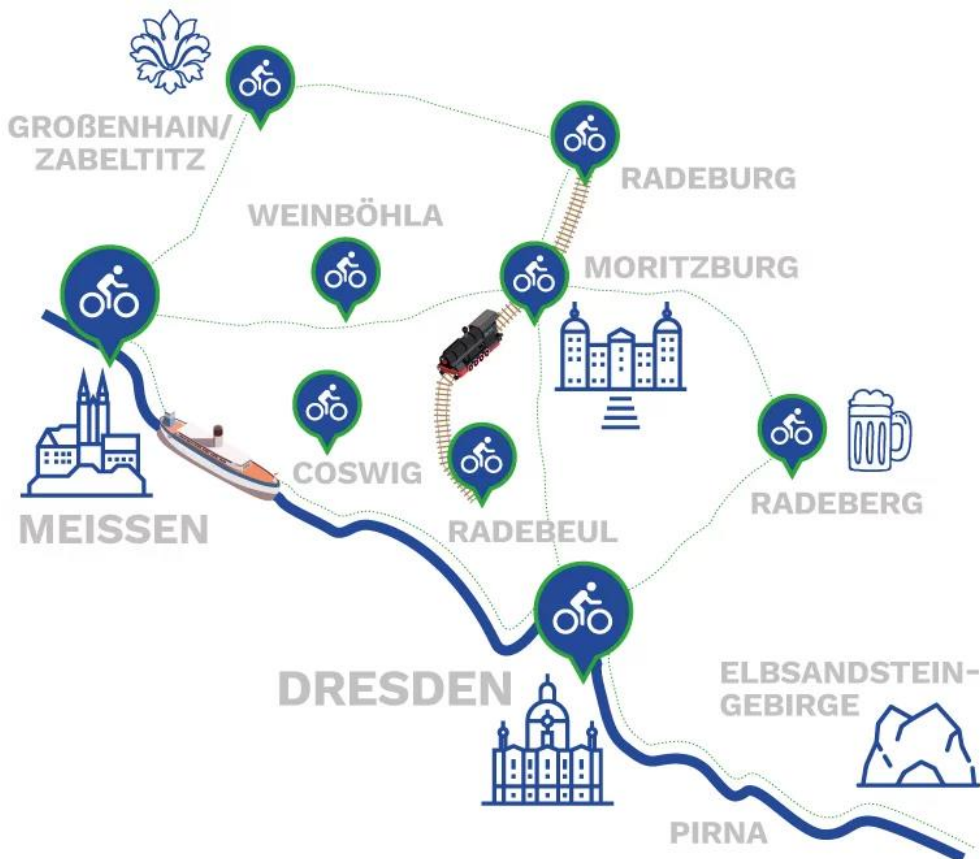 GROßENHAIN/
ZABELTITZ
RADEBURG
WEINBÖHLA
MORITZBURG
COSWIG
RADEBERG
MEISSEN
RADEBEUL
DRESDEN
ELBSANDSTEIN-
GEBIRGE
PIRNA